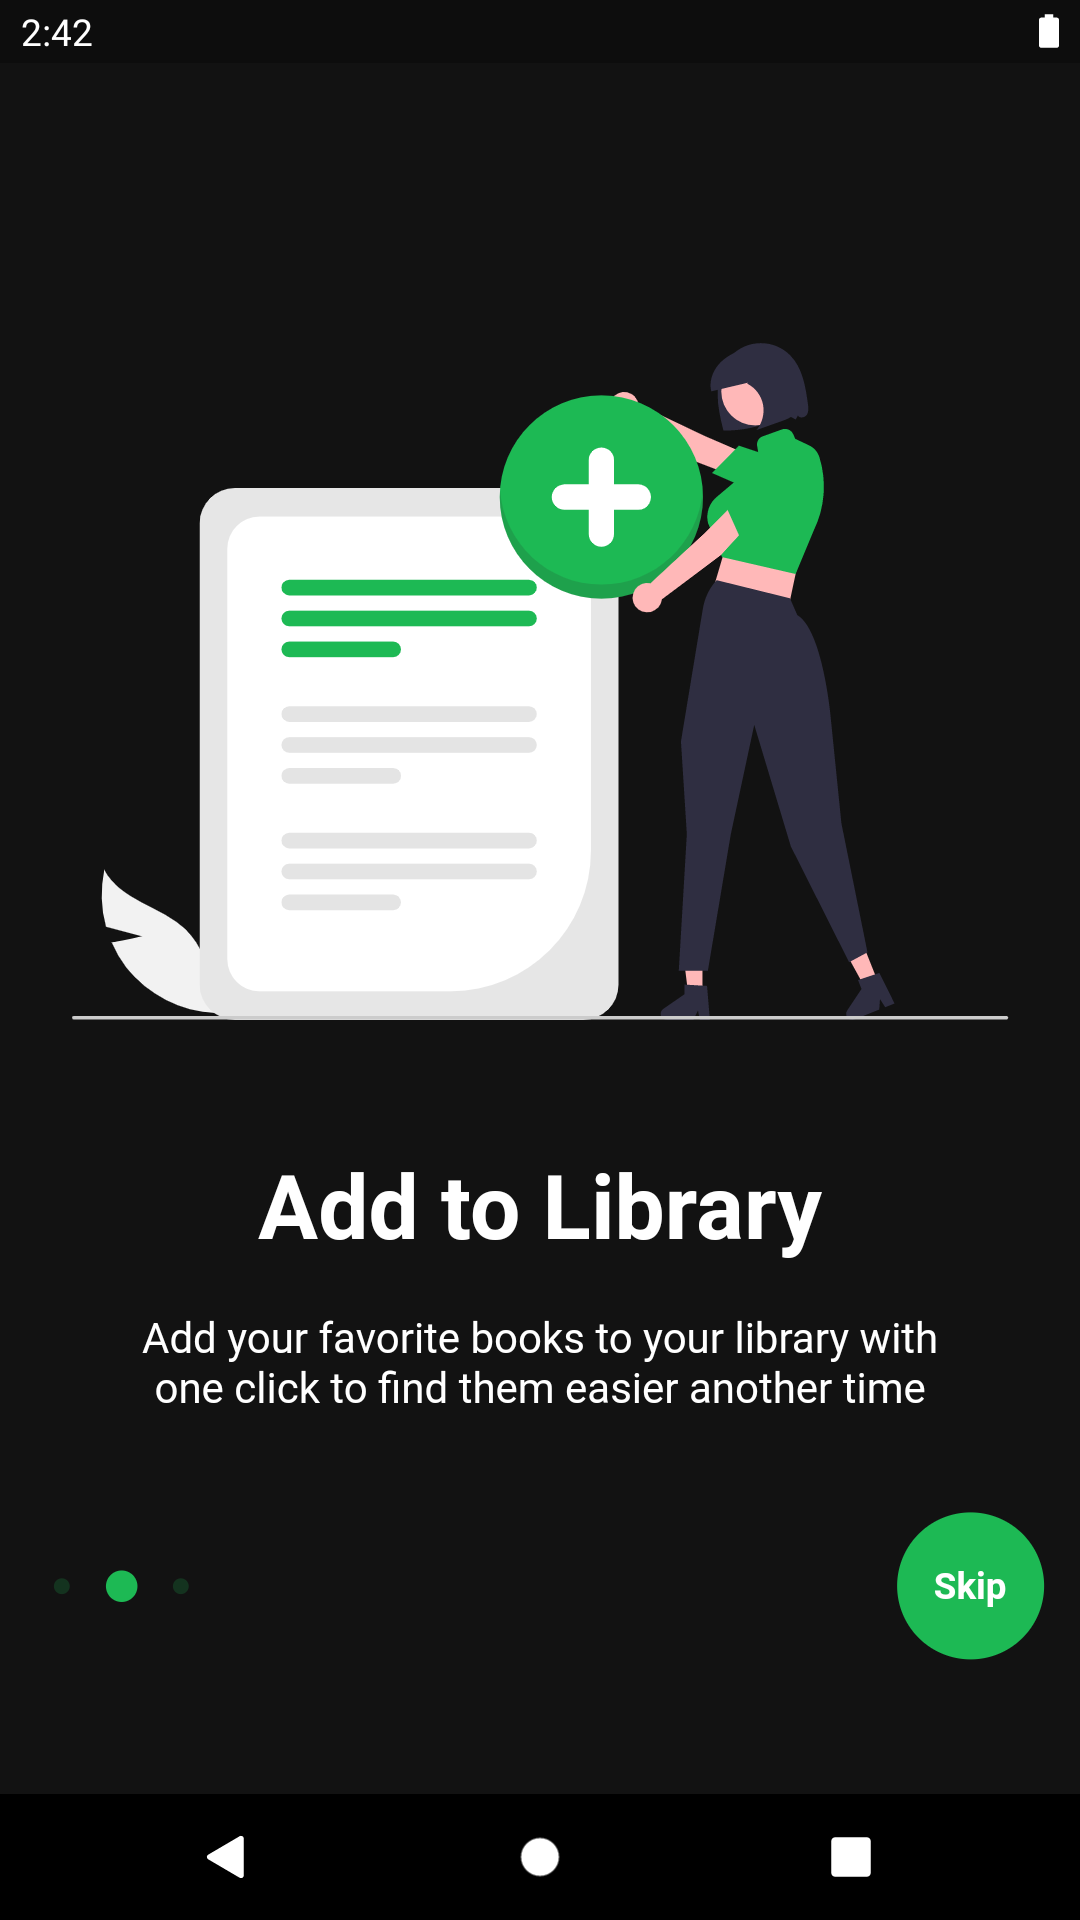 2:42
Add to Library
Add your favorite books to your library with
one click to find them easier another time
Skip